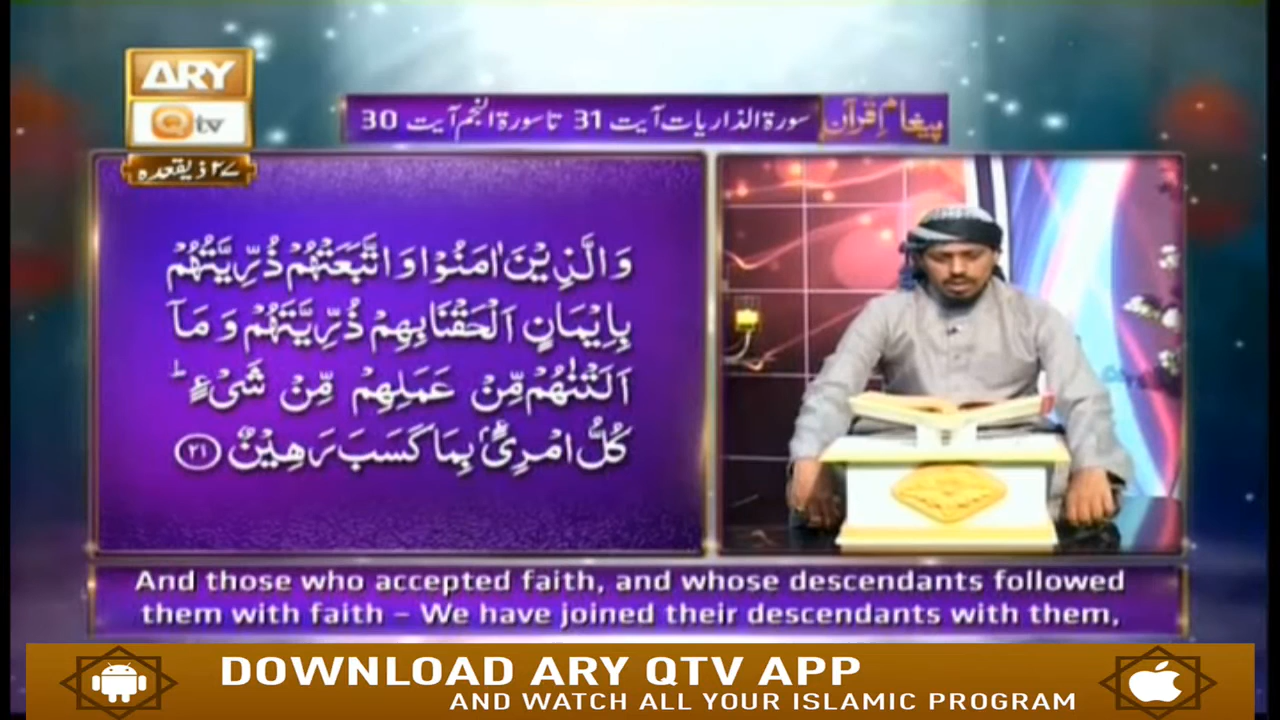 ARY
Qtv
۲۷ ذیقعدہ
پیغام قرآن
سورۃ الذاریات آیت 31 تا سورۃ النجم آیت 30
وَالَّذِیْنَ اٰمَنُوْا وَاتَّبَعَتْهُمْ ذُرِّیَّتُهُمْ
بِاِیْمَانٍ اَلْحَقْنَا بِهِمْ ذُرِّیَّتَهُمْ وَ مَاۤ
اَلَتْنٰهُمْ مِّنْ عَمَلِهِمْ مِّنْ شَیْءٍ ؕ
كُلُّ امْرِئٍۭ بِمَا كَسَبَ رَهِیْنٌ ۲۱
And those who accepted faith, and whose descendants followed
them with faith – We have joined their descendants with them,
DOWNLOAD ARY QTV APP
AND WATCH ALL YOUR ISLAMIC PROGRAM